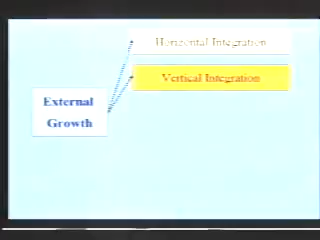 Horizontal Integration
Vertical Integration
External
Growth